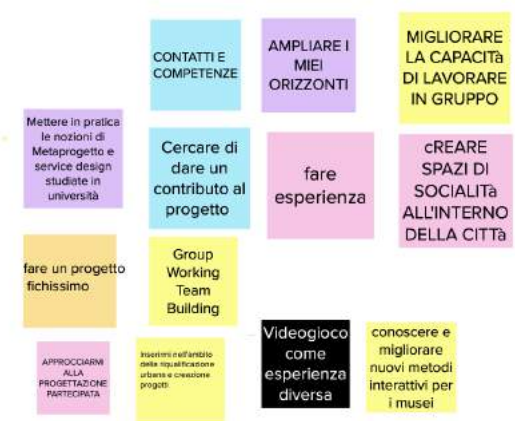 CONTATTI E
COMPETENZE
AMPLIARE I
MIEI
ORIZZONTI
MIGLIORARE
LA CAPACITà
DI LAVORARE
IN GRUPPO
Mettere in pratica
le nozioni di
Metaprogetto e
service design
studiate in
università
Cercare di
dare un
contributo al
progetto
fare
esperienza
cREARE
SPAZI DI
SOCIALITà
ALL'INTERNO
DELLA CITTà
fare un progetto
fichissimo
Group
Working
Team
Building
APPROCCIARMI
ALLA
PROGETTAZIONE
PARTECIPATA
Inserirmi nell'ambito
della riqualificazione
urbana e creazione
progetti
Videogioco
come
esperienza
diversa
conoscere e
migliorare
nuovi metodi
interattivi per
i musei